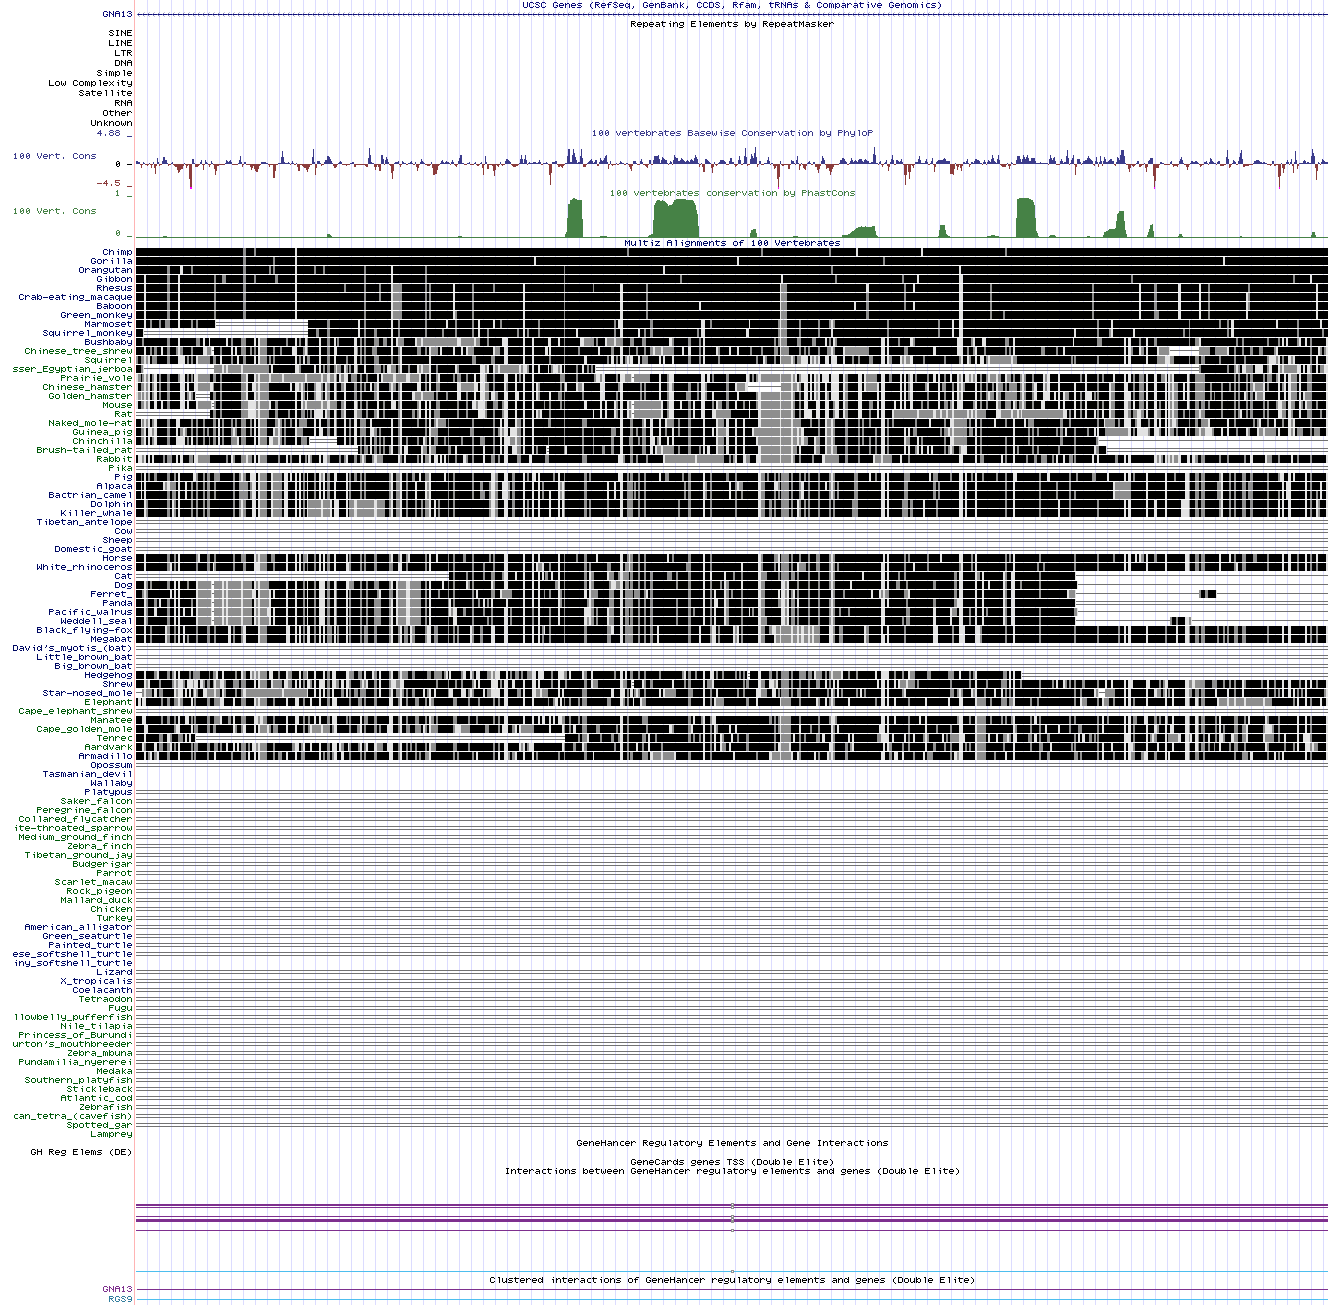 UCSC Genes (RefSeq, GenBank, CCDS, Rfam, tRNAs & Comparative Genomics)
GNA13
Repeating Elements by RepeatMasker
SINE
LINE
LTR
DNA
Simple
Low Complexity
Satellite
RNA
Other
Unknown
100 vertebrates Basewise Conservation by PhyloP
4.88 _
100 Vert. Cons
0 _
-4.5 _
100 vertebrates conservation by PhastCons
1 _
100 Vert. Cons
0 _
Multiz Alignments of 100 Vertebrates
Chimp
Gorilla
Orangutan
Gibbon
Rhesus
Crab-eating_macaque
Baboon
Green_monkey
Marmoset
Squirrel_monkey
Bushbaby
Chinese_tree_shrew
Squirrel
sser_Egyptian_jerboa
Prairie_vole
Chinese_hamster
Golden_hamster
Mouse
Rat
Naked_mole-rat
Guinea_pig
Chinchilla
Brush-tailed_rat
Rabbit
Pika
Pig
Alpaca
Bactrian_camel
Dolphin
Killer_whale
Tibetan_antelope
Cow
Sheep
Domestic_goat
Horse
White_rhinoceros
Cat
Dog
Ferret_
Panda
Pacific_walrus
Weddell_seal
Black_flying-fox
Megabat
David's_myotis_(bat)
Little_brown_bat
Big_brown_bat
Hedgehog
Shrew
Star-nosed_mole
Elephant
Cape_elephant_shrew
Manatee
Cape_golden_mole
Tenrec
Aardvark
Armadillo
Opossum
Tasmanian_devil
Wallaby
Platypus
Saker_falcon
Peregrine_falcon
Collared_flycatcher
ite-throated_sparrow
Medium_ground_finch
Zebra_finch
Tibetan_ground_jay
Budgerigar
Parrot
Scarlet_macaw
Rock_pigeon
Mallard_duck
Chicken
Turkey
American_alligator
Green_seaturtle
Painted_turtle
ese_softshell_turtle
iny_softshell_turtle
Lizard
X_tropicalis
Coelacanth
Tetraodon
Fugu
llowbelly_pufferfish
Nile_tilapia
Princess_of_Burundi
urton's_mouthbreeder
Zebra_mbuna
Pundamilia_nyererei
Medaka
Southern_platyfish
Stickleback
Atlantic_cod
Zebrafish
can_tetra_(cavefish)
Spotted_gar
Lamprey
GeneHancer Regulatory Elements and Gene Interactions
GH Reg Elems (DE)
GeneCards genes TSS (Double Elite)
Interactions between GeneHancer regulatory elements and genes (Double Elite)
Clustered interactions of GeneHancer regulatory elements and genes (Double Elite)
GNA13
RGS9